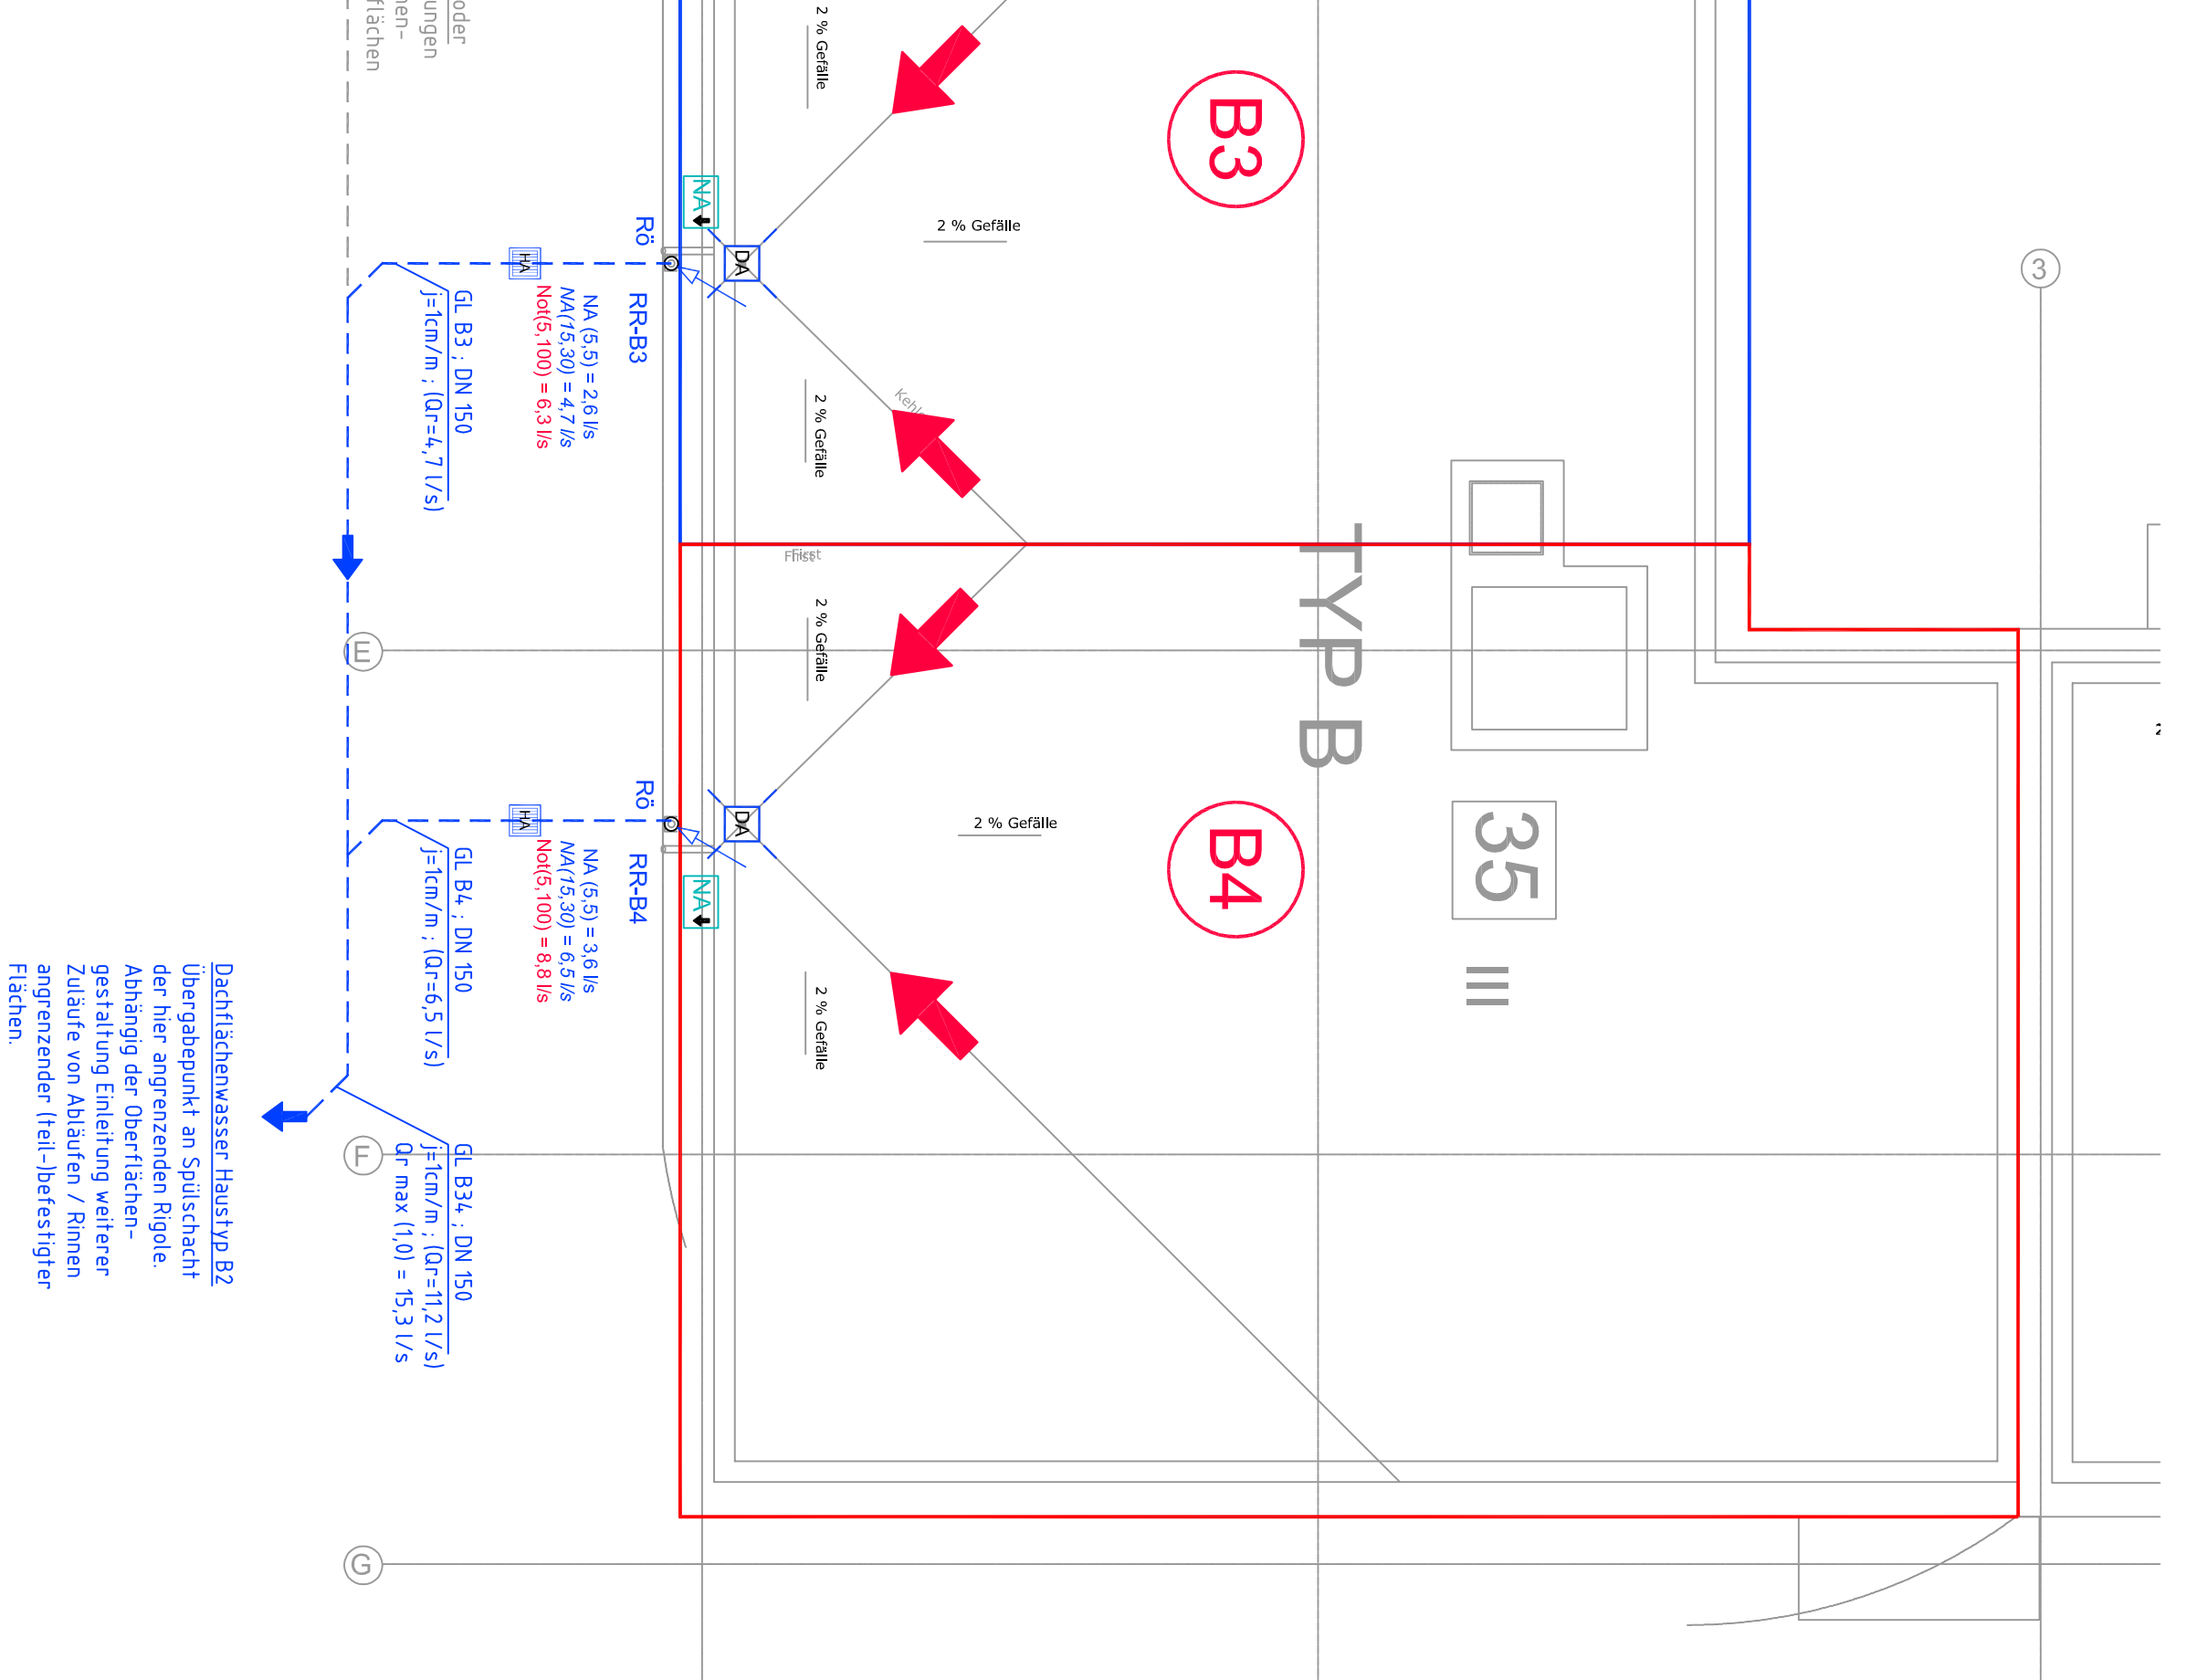 oder
ungen
nen-
flächen
2 % Gefälle
B3
2 % Gefälle
3
NA
Rö
DA
HA
RR-B3
NA (5,5) = 2,6 l/s
NA(15,30) = 4,7 l/s
Not(5,100) = 6,3 l/s
GL B3 ; DN 150
j=1cm/m ; (Qr=4,7 l/s)
2 % Gefälle
First
First
TYP B
2 % Gefälle
E
Rö
DA
HA
2 % Gefälle
B4
35
III
RR-B4
NA
NA (5,5) = 3,6 l/s
NA(15,30) = 6,5 l/s
Not(5,100) = 8,8 l/s
GL B4 ; DN 150
j=1cm/m ; (Qr=6,5 l/s)
2 % Gefälle
Dachflächenwasser Haustyp B2
Übergabepunkt an Spülschacht
der hier angrenzenden Rigole.
Abhängig der Oberflächen-
gestaltung Einleitung weiterer
Zuläufe von Abläufen / Rinnen
angrenzender (teil-)befestigter
Flächen.
F
GL B34 ; DN 150
j=1cm/m ; (Qr=11,2 l/s)
Qr max (1,0) = 15,3 l/s
G